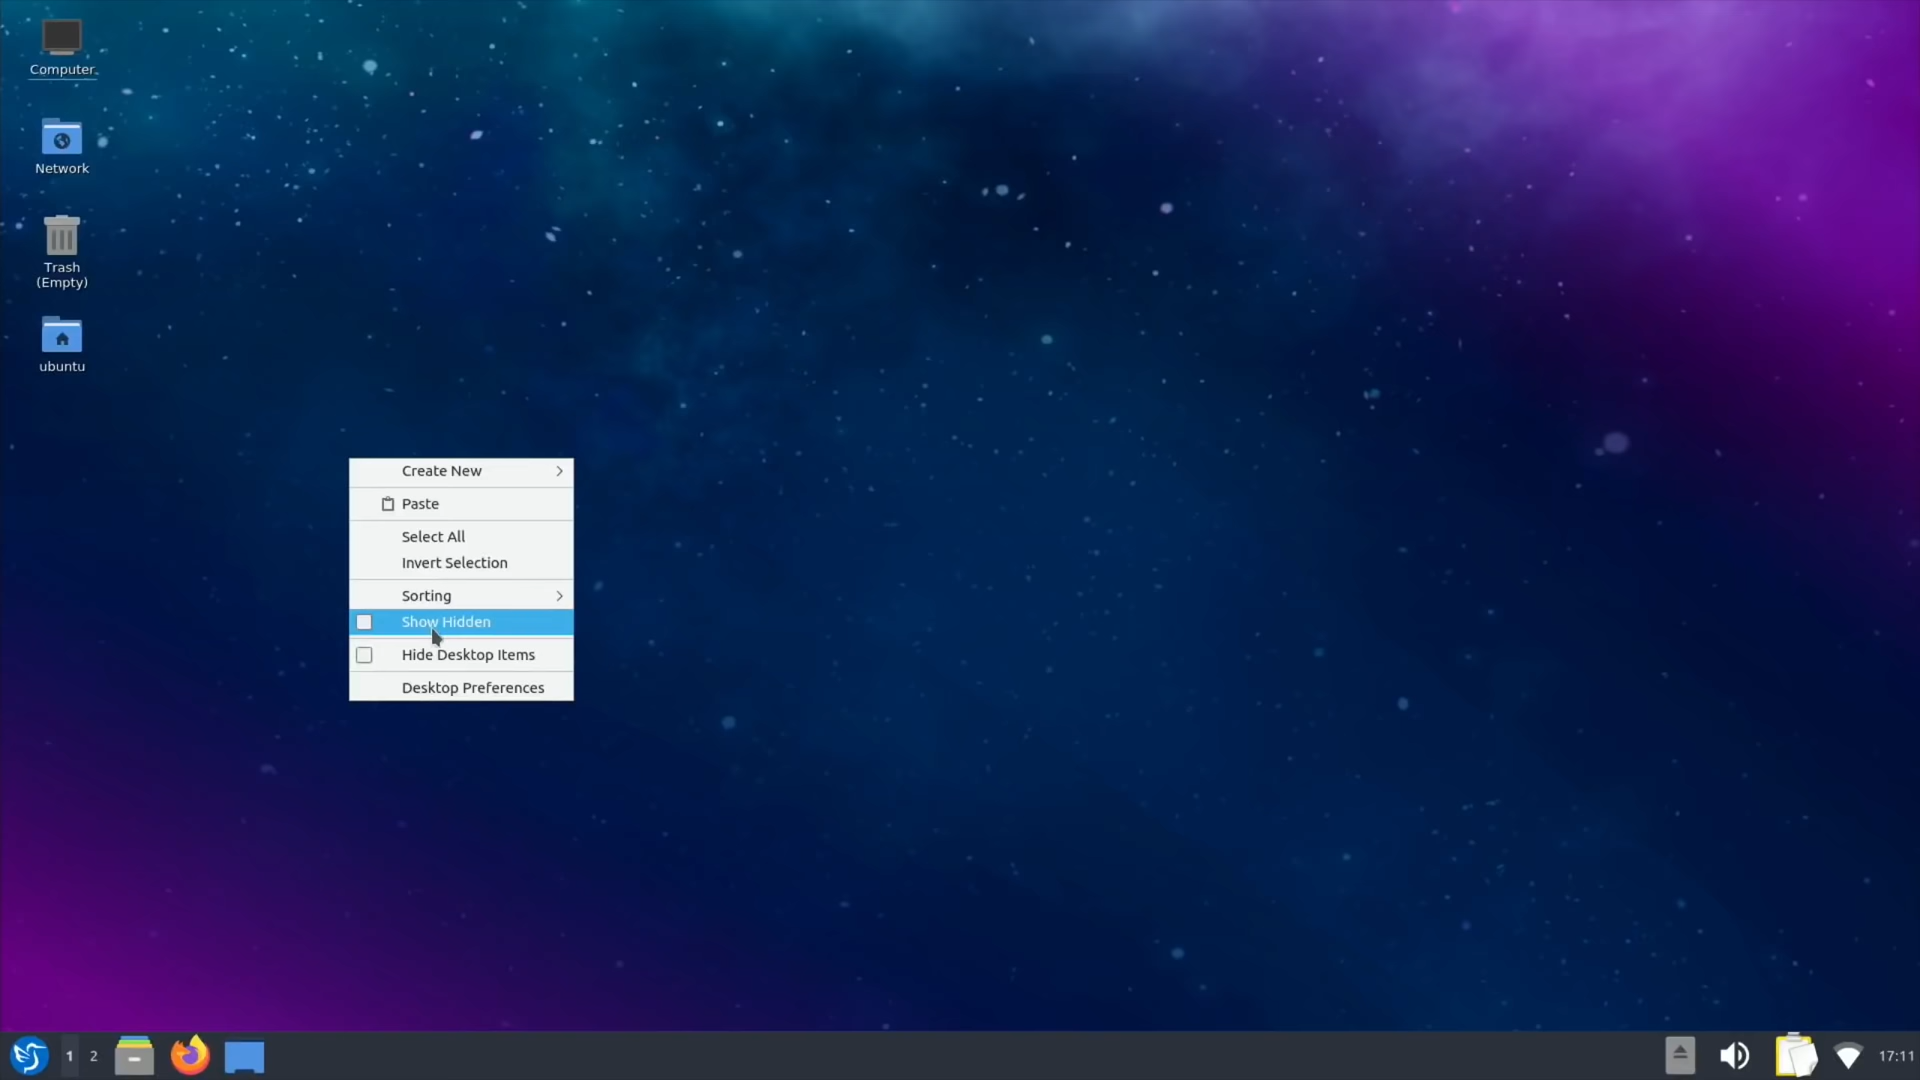 Computer
Network
Trash
(Empty)
ubuntu
Create New
Paste
Select All
Invert Selection
Sorting
Show Hidden
Hide Desktop Items
Desktop Preferences
1 2
17:11